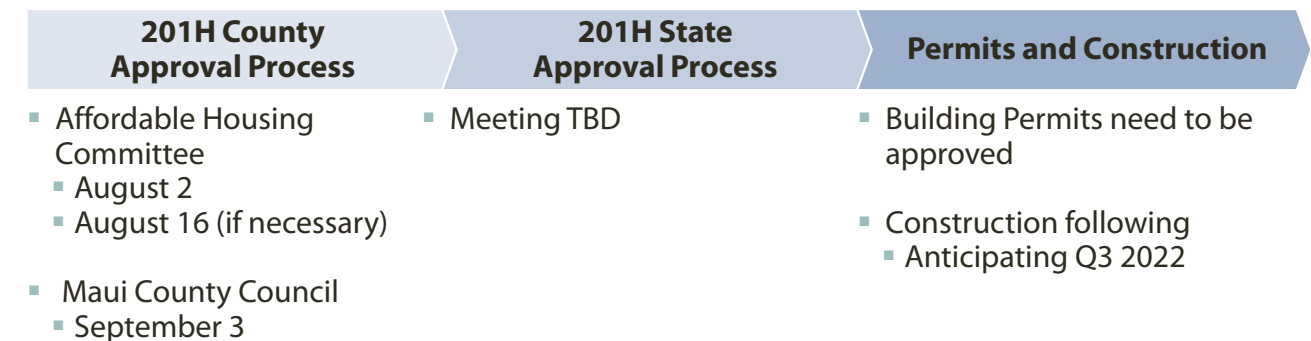 201H County
Approval Process
201H State
Approval Process
Permits and Construction
▪ Affordable Housing
Committee
▪ August 2
▪ August 16 (if necessary)
▪ Maui County Council
▪ September 3
▪ Meeting TBD
▪ Building Permits need to be
approved
▪ Construction following
▪ Anticipating Q3 2022